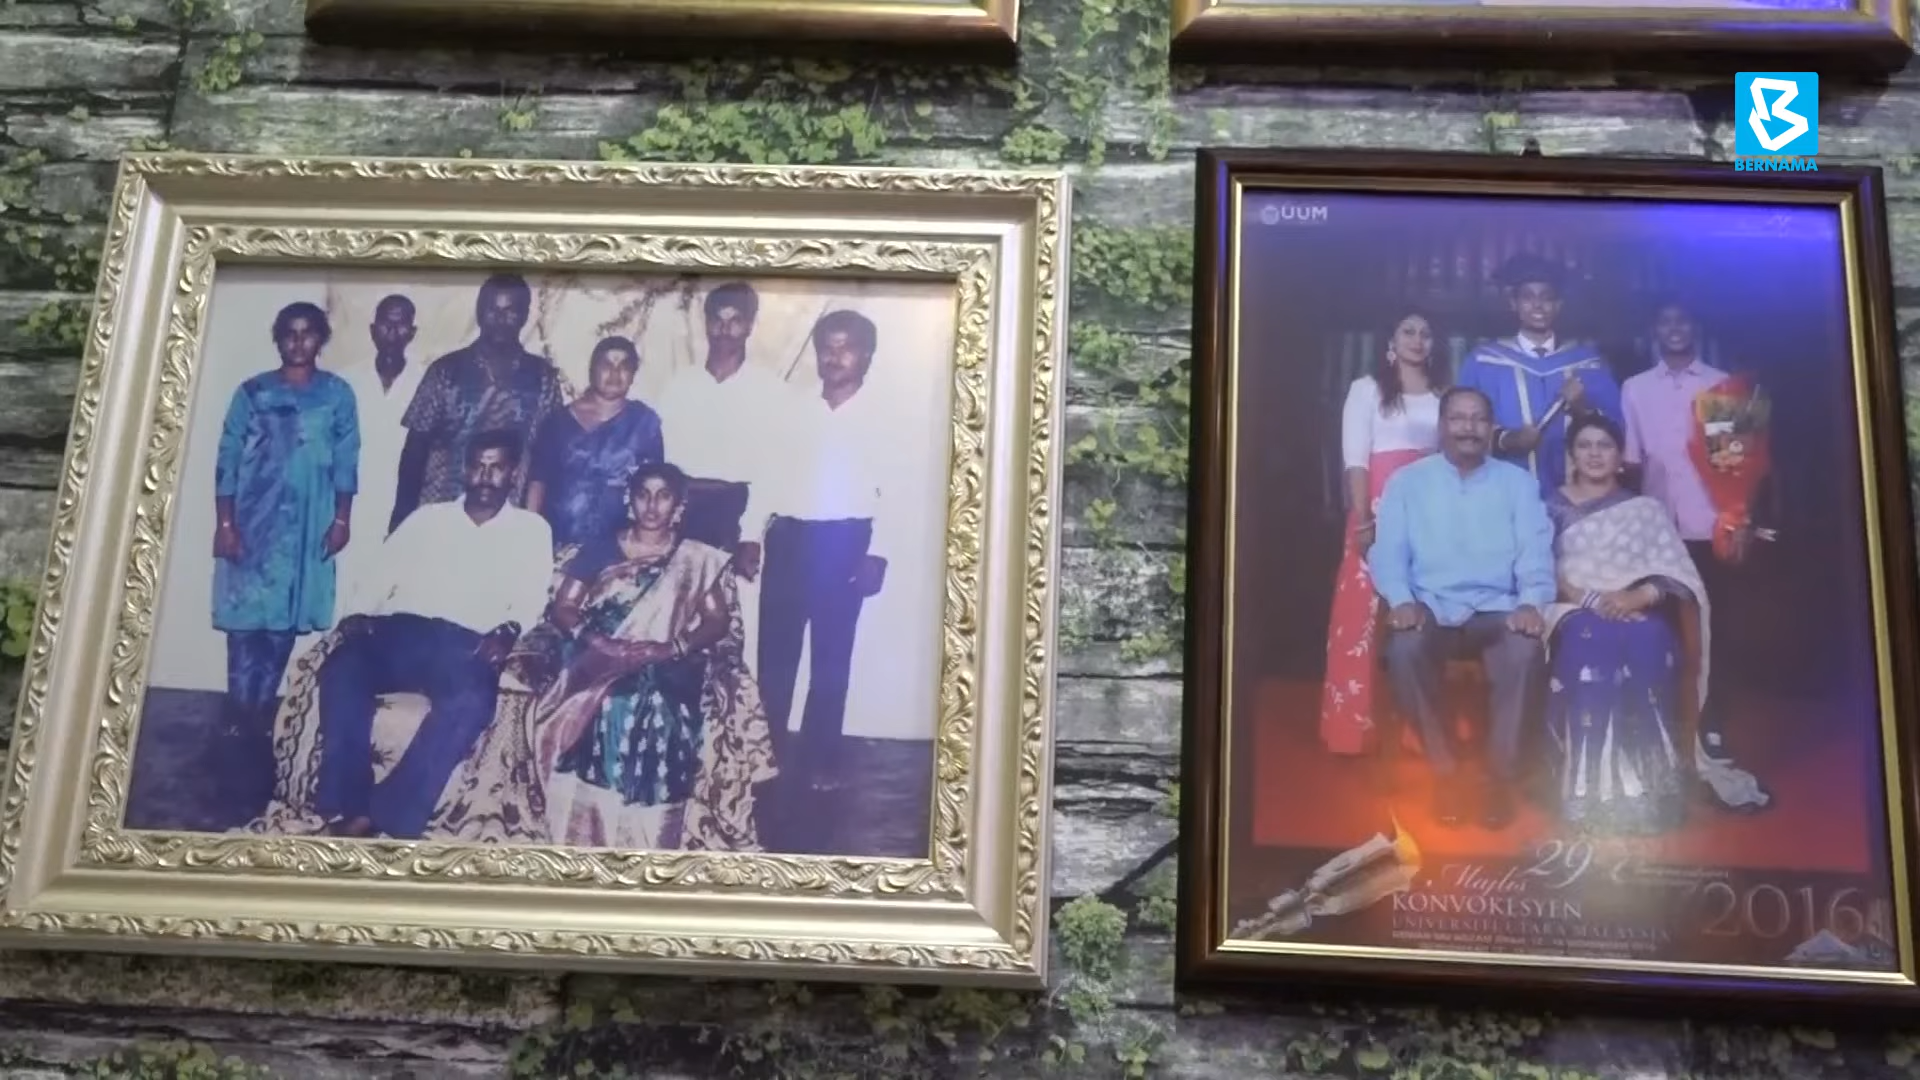 BERNAMA
UUM
Majlis 29
KONVOKESYEN 2016
UNIVERSITI UTARA MALAYSIA